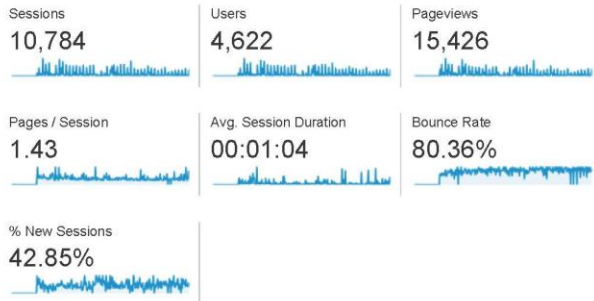 Sessions
10,784
Users
4,622
Pageviews
15,426
Pages / Session
1.43
Avg. Session Duration
00:01:04
Bounce Rate
80.36%
% New Sessions
42.85%